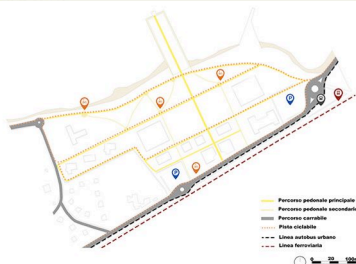 P
P
Percorso pedonale principale
Percorso pedonale secondario
Percorso carrabile
Pista ciclabile
Linea autobus urbano
Linea ferroviaria
0 20 100